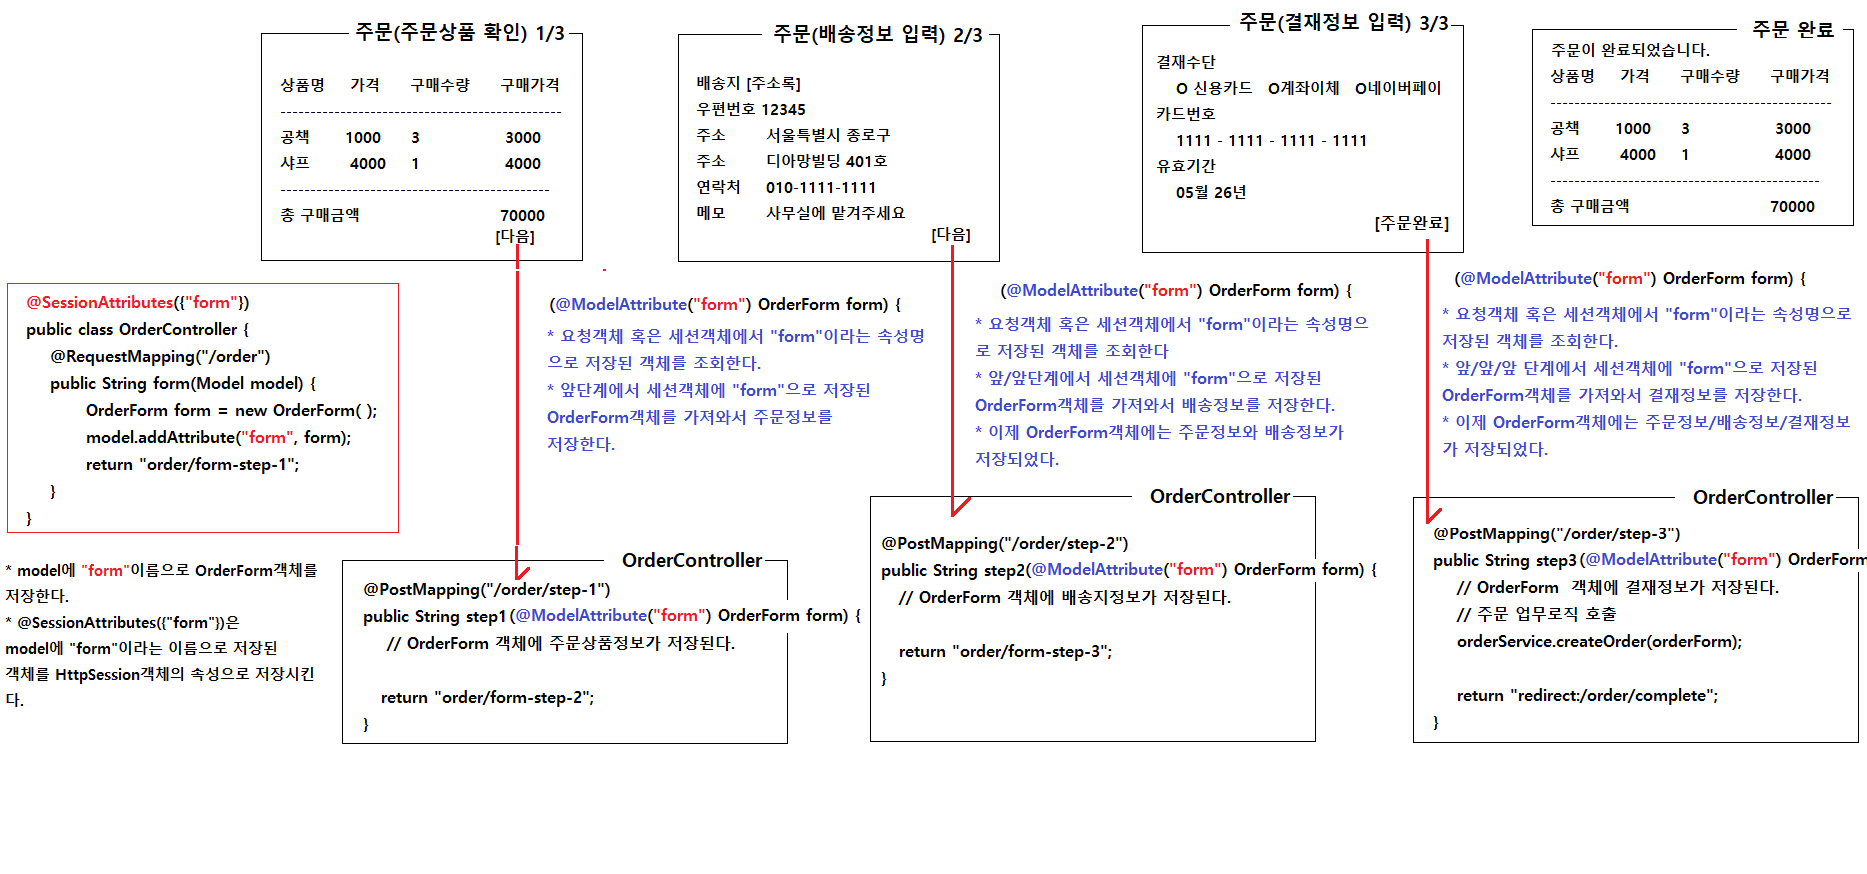 주문(주문상품 확인) 1/3
상품명 가격 구매수량 구매가격
-----------------------------------------------
공책 1000 3 3000
샤프 4000 1 4000
---------------------------------------------
총 구매금액 70000
[다음]
주문(배송정보 입력) 2/3
배송지 [주소록]
우편번호 12345
주소 서울특별시 종로구
주소 디아망빌딩 401호
연락처 010-1111-1111
메모 사무실에 맡겨주세요
[다음]
주문(결재정보 입력) 3/3
결재수단
O 신용카드 O계좌이체 O네이버페이
카드번호
1111 - 1111 - 1111 - 1111
유효기간
05월 26년
[주문완료]
주문 완료
주문이 완료되었습니다.
상품명 가격 구매수량 구매가격
-----------------------------------------------
공책 1000 3 3000
샤프 4000 1 4000
---------------------------------------------
총 구매금액 70000
@SessionAttributes({"form"})
public class OrderController {
@RequestMapping("/order")
public String form(Model model) {
OrderForm form = new OrderForm( );
model.addAttribute("form", form);
return "order/form-step-1";
}
}
* model에 "form"이름으로 OrderForm객체를
저장한다.
* @SessionAttributes({"form"})은
model에 "form"이라는 이름으로 저장된
객체를 HttpSession객체의 속성으로 저장시킨
다.
(@ModelAttribute("form") OrderForm form) {
* 요청객체 혹은 세션객체에서 "form"이라는 속성명
으로 저장된 객체를 조회한다.
* 앞단계에서 세션객체에 "form"으로 저장된
OrderForm객체를 가져와서 주문정보를
저장한다.
OrderController
@PostMapping("/order/step-1")
public String step1(@ModelAttribute("form") OrderForm form) {
// OrderForm 객체에 주문상품정보가 저장된다.
return "order/form-step-2";
}
(@ModelAttribute("form") OrderForm form) {
* 요청객체 혹은 세션객체에서 "form"이라는 속성명으
로 저장된 객체를 조회한다
* 앞/앞단계에서 세션객체에 "form"으로 저장된
OrderForm객체를 가져와서 배송정보를 저장한다.
* 이제 OrderForm객체에는 주문정보와 배송정보가
저장되었다.
OrderController
@PostMapping("/order/step-2")
public String step2(@ModelAttribute("form") OrderForm form) {
// OrderForm 객체에 배송지정보가 저장된다.
return "order/form-step-3";
}
(@ModelAttribute("form") OrderForm form) {
* 요청객체 혹은 세션객체에서 "form"이라는 속성명으로
저장된 객체를 조회한다.
* 앞/앞/앞 단계에서 세션객체에 "form"으로 저장된
OrderForm객체를 가져와서 결재정보를 저장한다.
* 이제 OrderForm객체에는 주문정보/배송정보/결재정보
가 저장되었다.
OrderController
@PostMapping("/order/step-3")
public String step3(@ModelAttribute("form") OrderForm
// OrderForm 객체에 결재정보가 저장된다.
// 주문 업무로직 호출
orderService.createOrder(orderForm);
return "redirect:/order/complete";
}